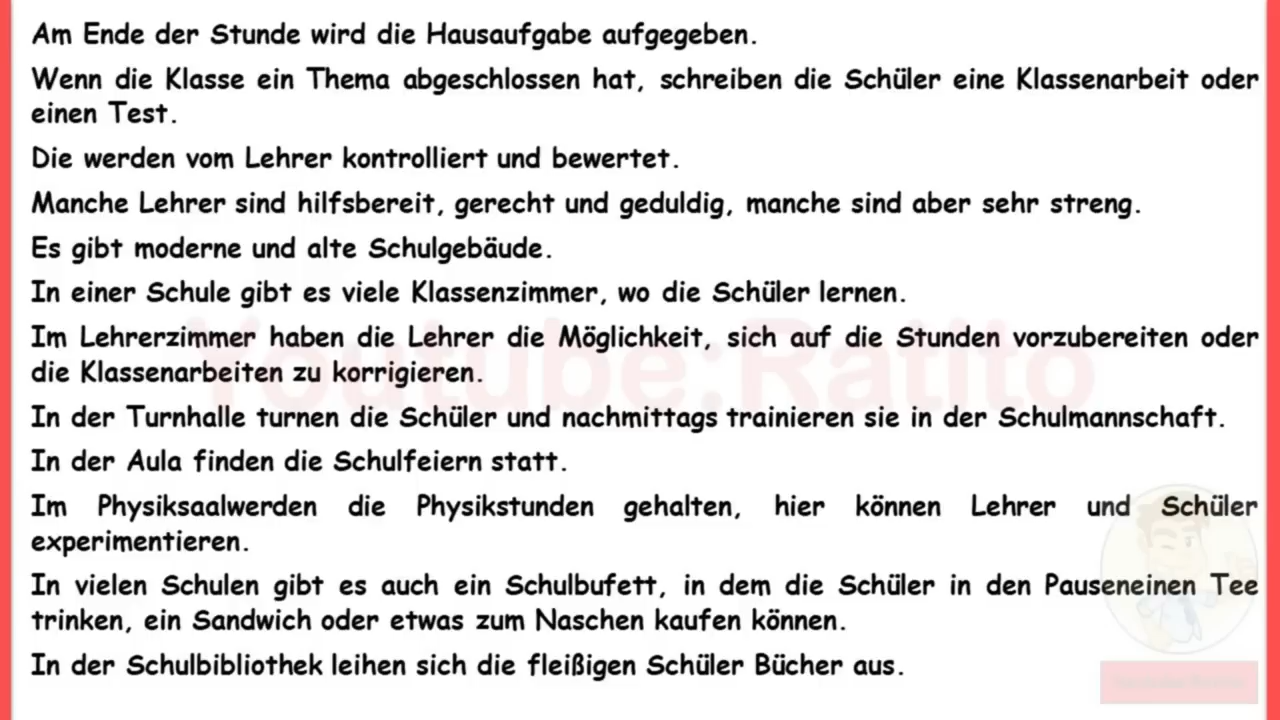 Am Ende der Stunde wird die Hausaufgabe aufgegeben.
Wenn die Klasse ein Thema abgeschlossen hat, schreiben die Schüler eine Klassenarbeit oder
einen Test.
Die werden vom Lehrer kontrolliert und bewertet.
Manche Lehrer sind hilfsbereit, gerecht und geduldig, manche sind aber sehr streng.
Es gibt moderne und alte Schulgebäude.
In einer Schule gibt es viele Klassenzimmer, wo die Schüler lernen.
Im Lehrerzimmer haben die Lehrer die Möglichkeit, sich auf die Stunden vorzubereiten oder
Youtube:Ratito
die Klassenarbeiten zu korrigieren.
In der Turnhalle turnen die Schüler und nachmittags trainieren sie in der Schulmannschaft.
In der Aula finden die Schulfeiern statt.
Im Physiksaalwerden die Physikstunden gehalten, hier können Lehrer und Schüler
experimentieren.
In vielen Schulen gibt es auch ein Schulbufett, in dem die Schüler in den Pauseneinen Tee
trinken, ein Sandwich oder etwas zum Naschen kaufen können.
In der Schulbibliothek leihen sich die fleißigen Schüler Bücher aus.